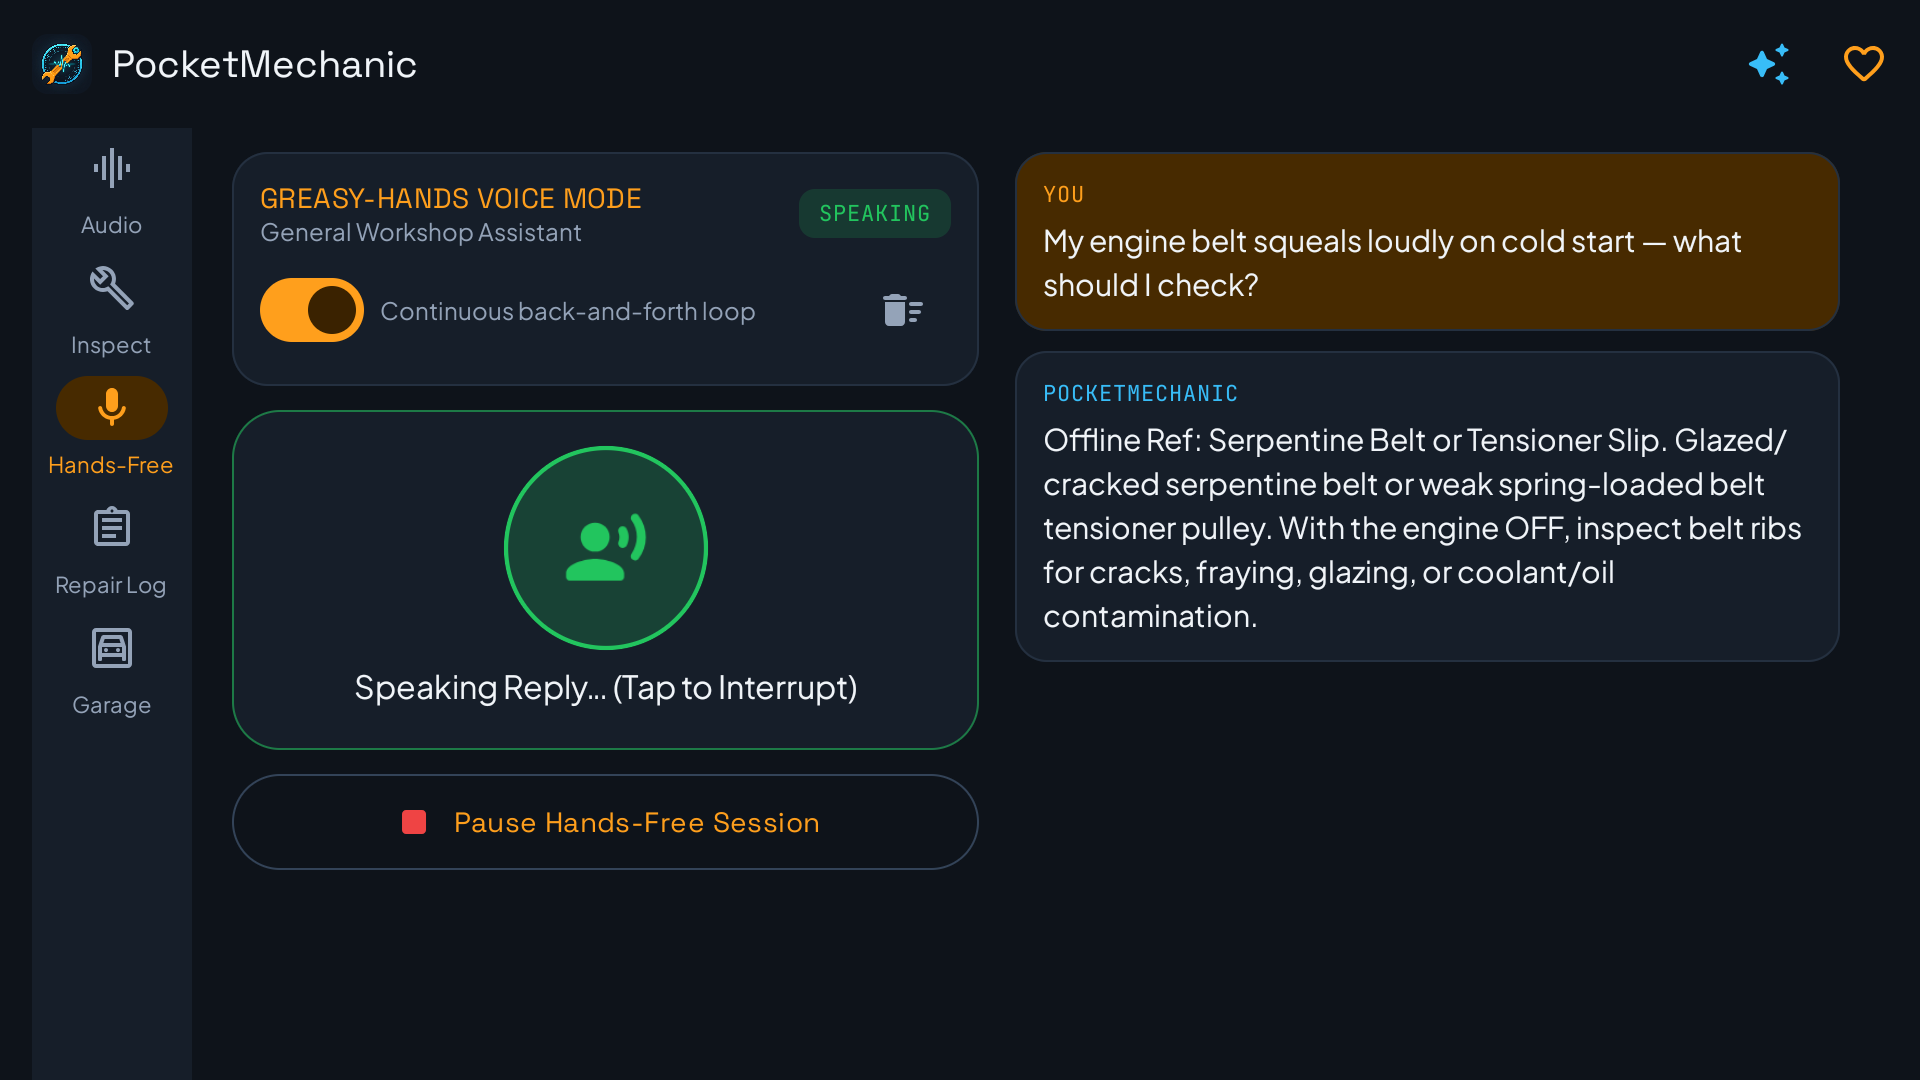 PocketMechanic
Audio
Inspect
Hands-Free
Repair Log
Garage
GREASY-HANDS VOICE MODE
General Workshop Assistant
SPEAKING
Continuous back-and-forth loop
Speaking Reply... (Tap to Interrupt)
Pause Hands-Free Session
YOU
My engine belt squeals loudly on cold start — what
should I check?
POCKETMECHANIC
Offline Ref: Serpentine Belt or Tensioner Slip. Glazed/
cracked serpentine belt or weak spring-loaded belt
tensioner pulley. With the engine OFF, inspect belt ribs
for cracks, fraying, glazing, or coolant/oil
contamination.